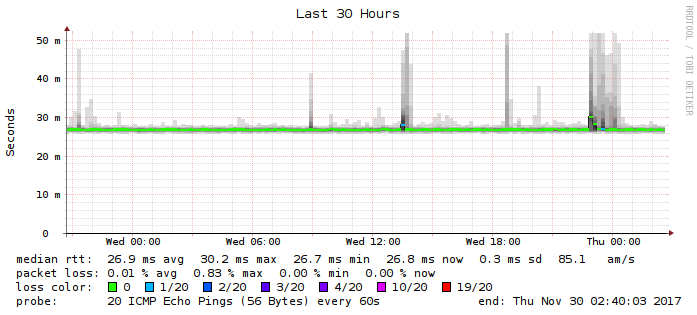 Last 30 Hours
RRDTOOL / TOBI OETIKER
Seconds
50 m
40 m
30 m
20 m
10 m
0
Wed 00:00 Wed 06:00 Wed 12:00 Wed 18:00 Thu 00:00
median rtt: 26.9 ms avg 30.2 ms max 26.7 ms min 26.8 ms now 0.3 ms sd 85.1 am/s
packet loss: 0.01 % avg 0.83 % max 0.00 % min 0.00 % now
loss color: 0 1/20 2/20 3/20 4/20 10/20 19/20
probe: 20 ICMP Echo Pings (56 Bytes) every 60s end: Thu Nov 30 02:40:03 2017